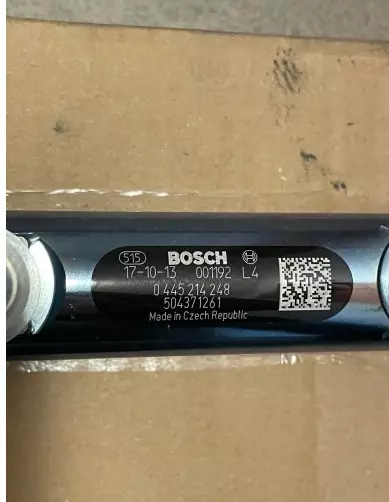 515 BOSCH
17-10-13 001192 L4
0 445 214 248
504371261
Made in Czech Republic